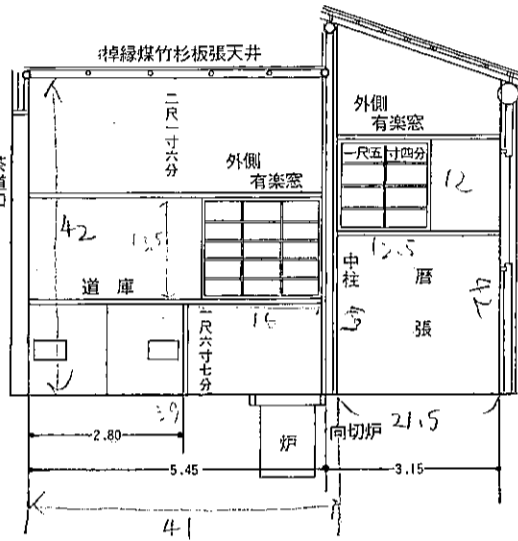 棹縁煤竹杉板張天井
二尺一寸六分
外側
有楽窓
外側
有楽窓
一尺五寸四分
12
42
13.5
12.5
道庫
中柱
暦
張
16
一尺六寸七分
2.80
炉
向切炉
21.5
5.45
3.15
41